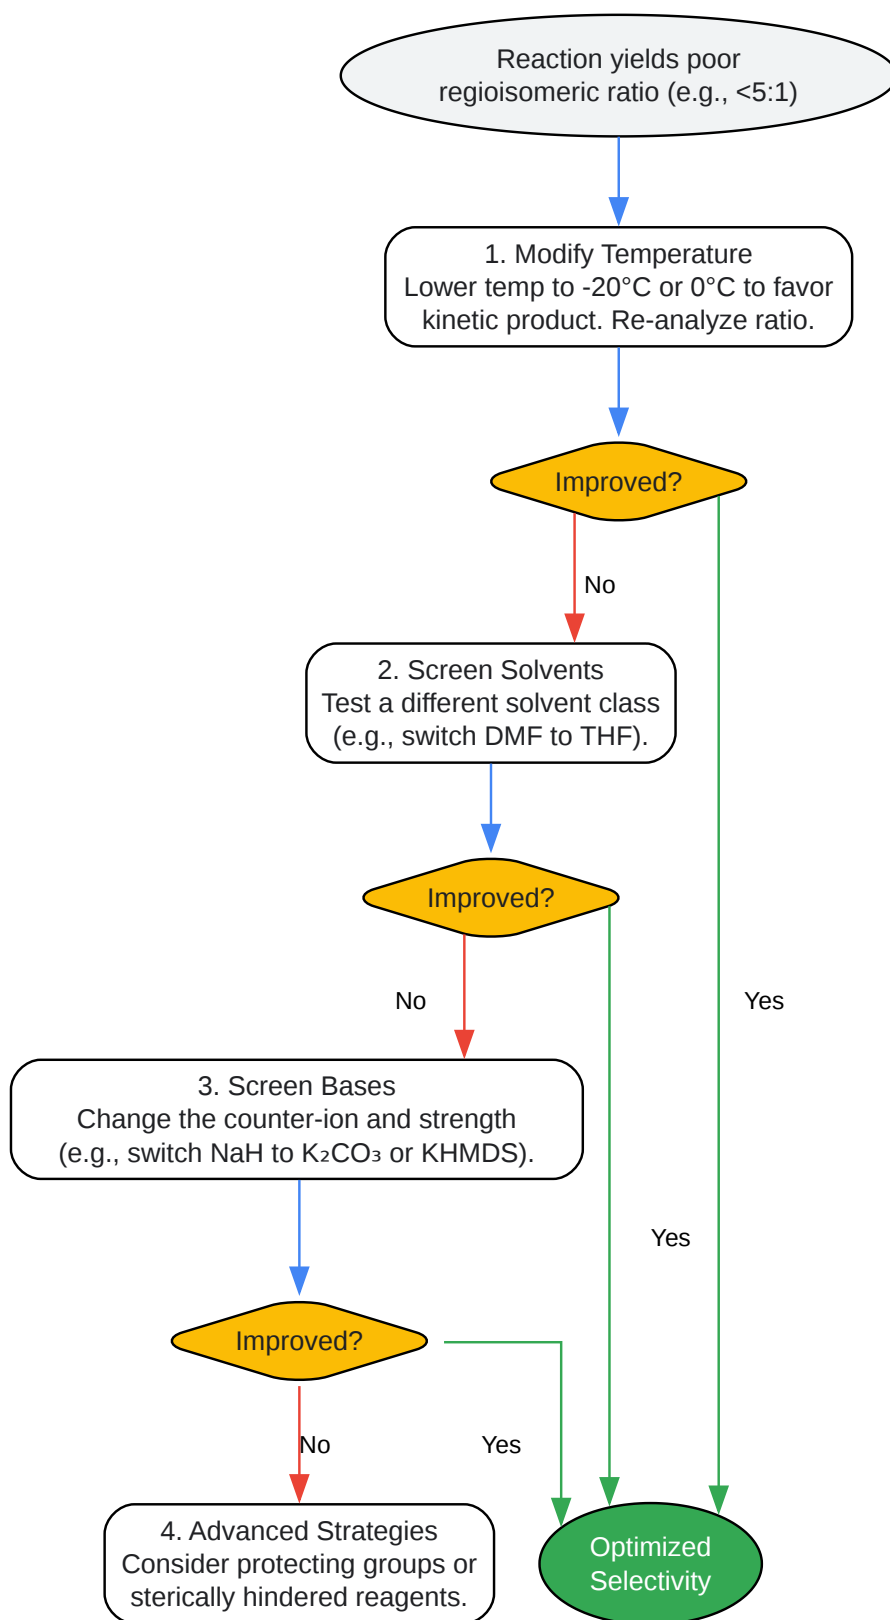 Reaction yields poor
regioisomeric ratio (e.g., <5:1)
1. Modify Temperature
Lower temp to -20°C or 0°C to favor
kinetic product. Re-analyze ratio.
Improved?
No
2. Screen Solvents
Test a different solvent class
(e.g., switch DMF to THF).
Improved?
No
Yes
3. Screen Bases
Change the counter-ion and strength
(e.g., switch NaH to K₂CO₃ or KHMDS).
Yes
Improved?
No
Yes
4. Advanced Strategies
Consider protecting groups or
sterically hindered reagents.
Optimized
Selectivity